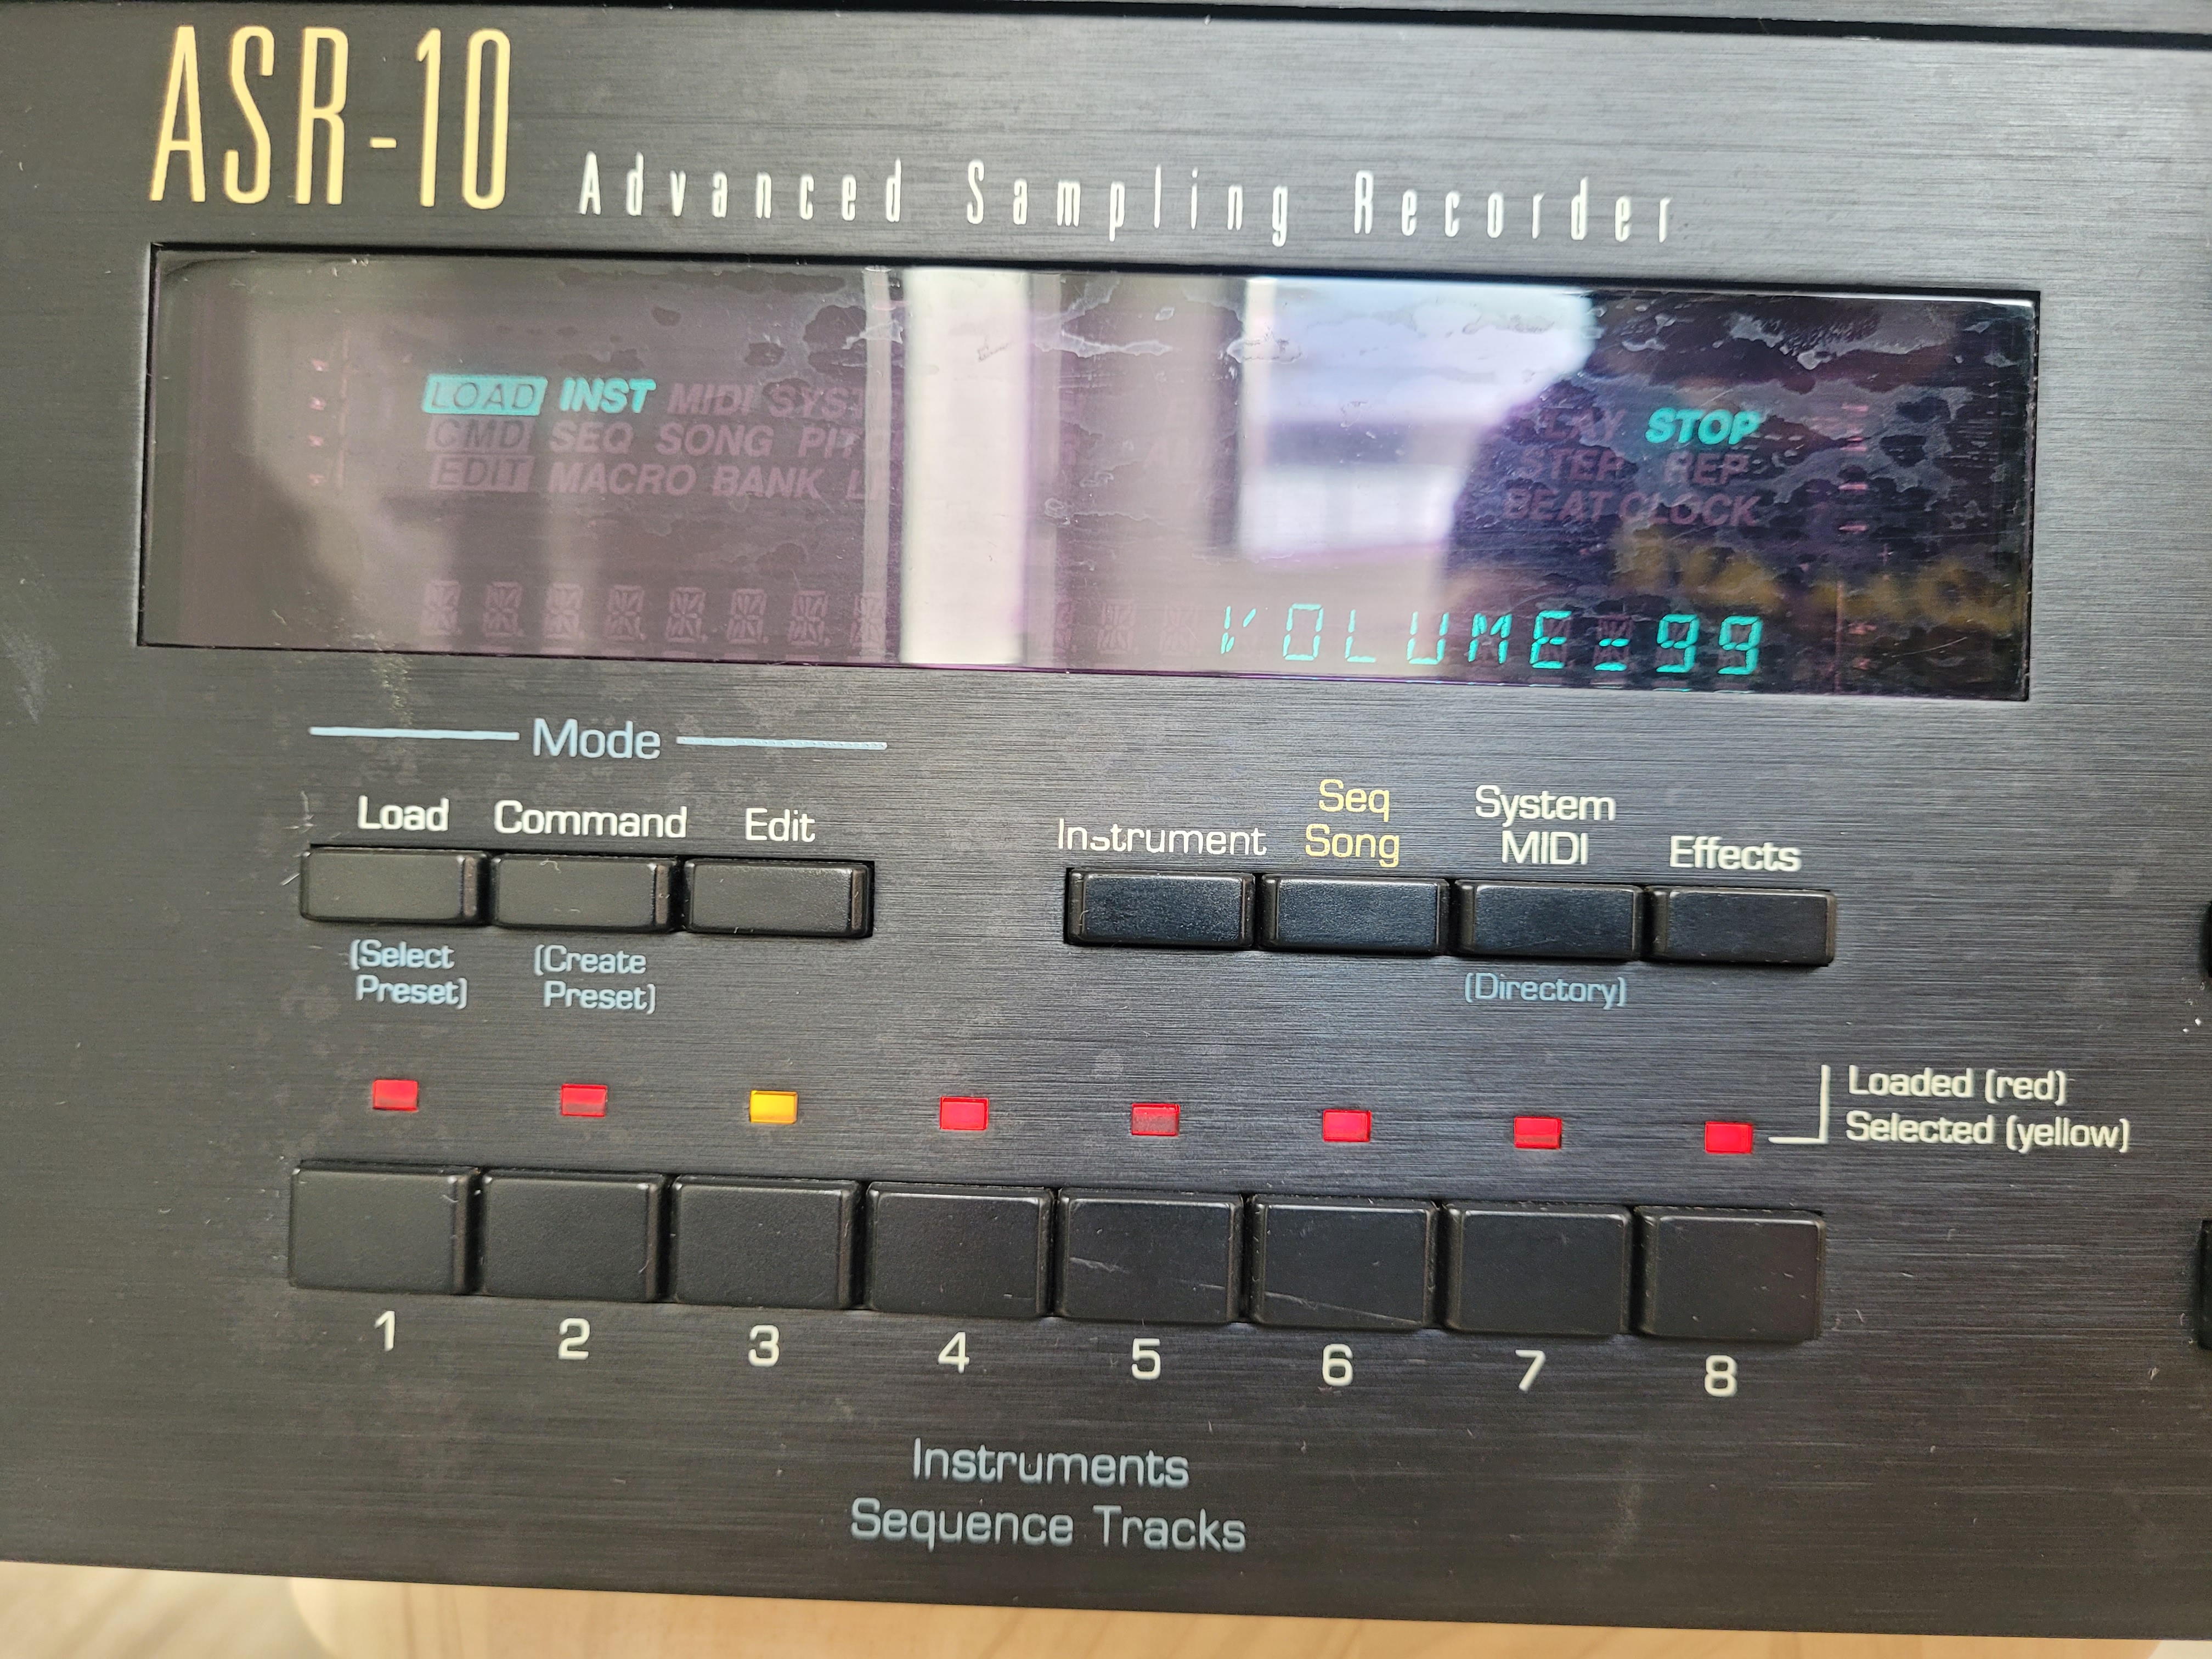 ASR-10 Advanced Sampling Recorder
LOAD INST MIDI
CMD SEQ SONG
EDIT MACRO BANK
STOP
STEP REP
BEAT CLOCK
VOLUME=99
Mode
Load Command Edit
Instrument Seq Song System MIDI Effects
(Select Preset) (Create Preset)
(Directory)
Loaded (red)
Selected (yellow)
1 2 3 4 5 6 7 8
Instruments
Sequence Tracks